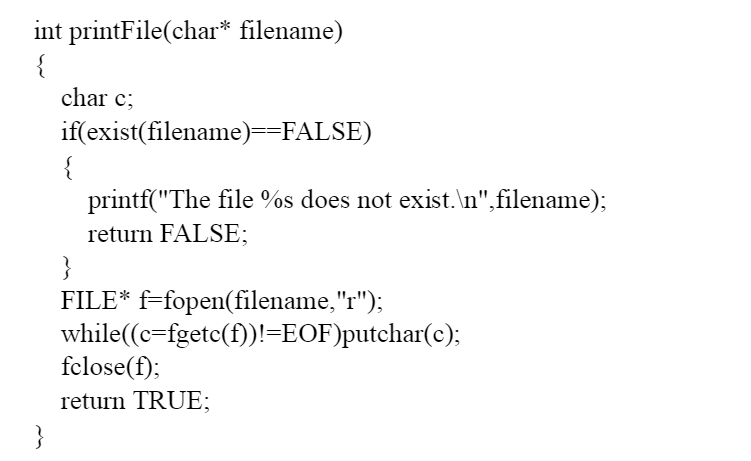 int printFile(char* filename)
{
char c;
if(exist(filename)==FALSE)
{
printf("The file %s does not exist.\n",filename);
return FALSE;
}
FILE* f=fopen(filename,"r");
while((c=fgetc(f))!=EOF)putchar(c);
fclose(f);
return TRUE;
}